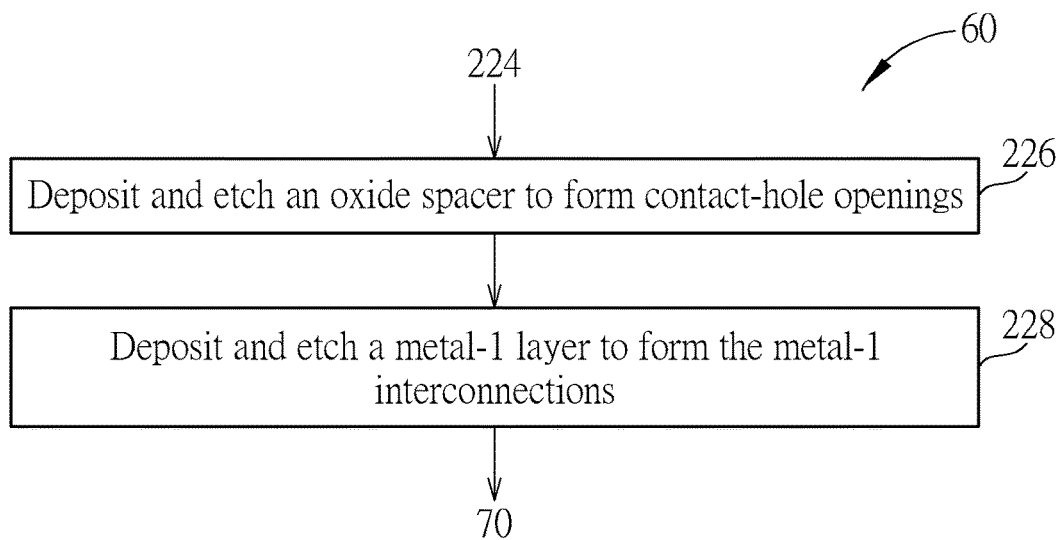 60
224
226
Deposit and etch an oxide spacer to form contact-hole openings
228
Deposit and etch a metal-1 layer to form the metal-1
interconnections
70